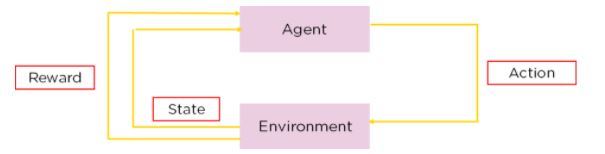 Agent
Reward
Action
State
Environment